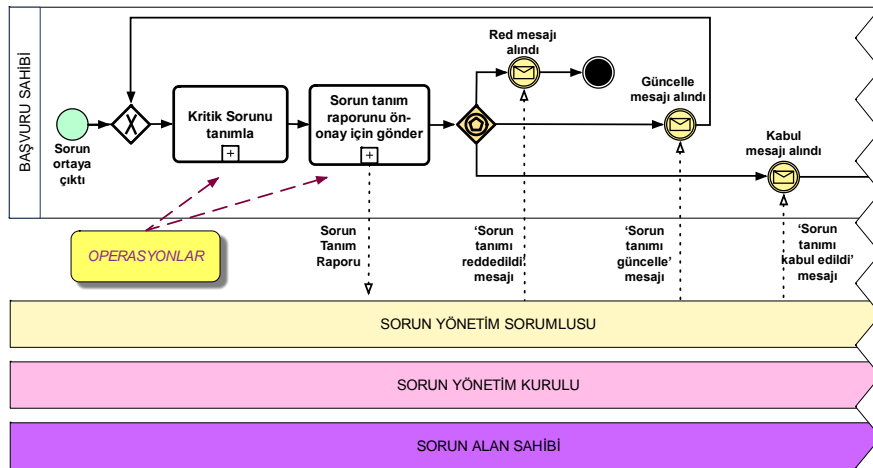 BAŞVURU SAHİBİ
Sorun
ortaya
çıktı
X
Kritik Sorunu
tanımla
+
Sorun tanım
raporunu ön-
onay için gönder
+
Red mesajı
alındı
Güncelle
mesajı alındı
Kabul
mesajı alındı
OPERASYONLAR
Sorun
Tanım
Raporu
‘Sorun
tanımı
reddedildi’
mesajı
‘Sorun
tanımı
güncelle’
mesajı
‘Sorun
tanımı
kabul edildi’
mesajı
SORUN YÖNETİM SORUMLUSU
SORUN YÖNETİM KURULU
SORUN ALAN SAHİBİ